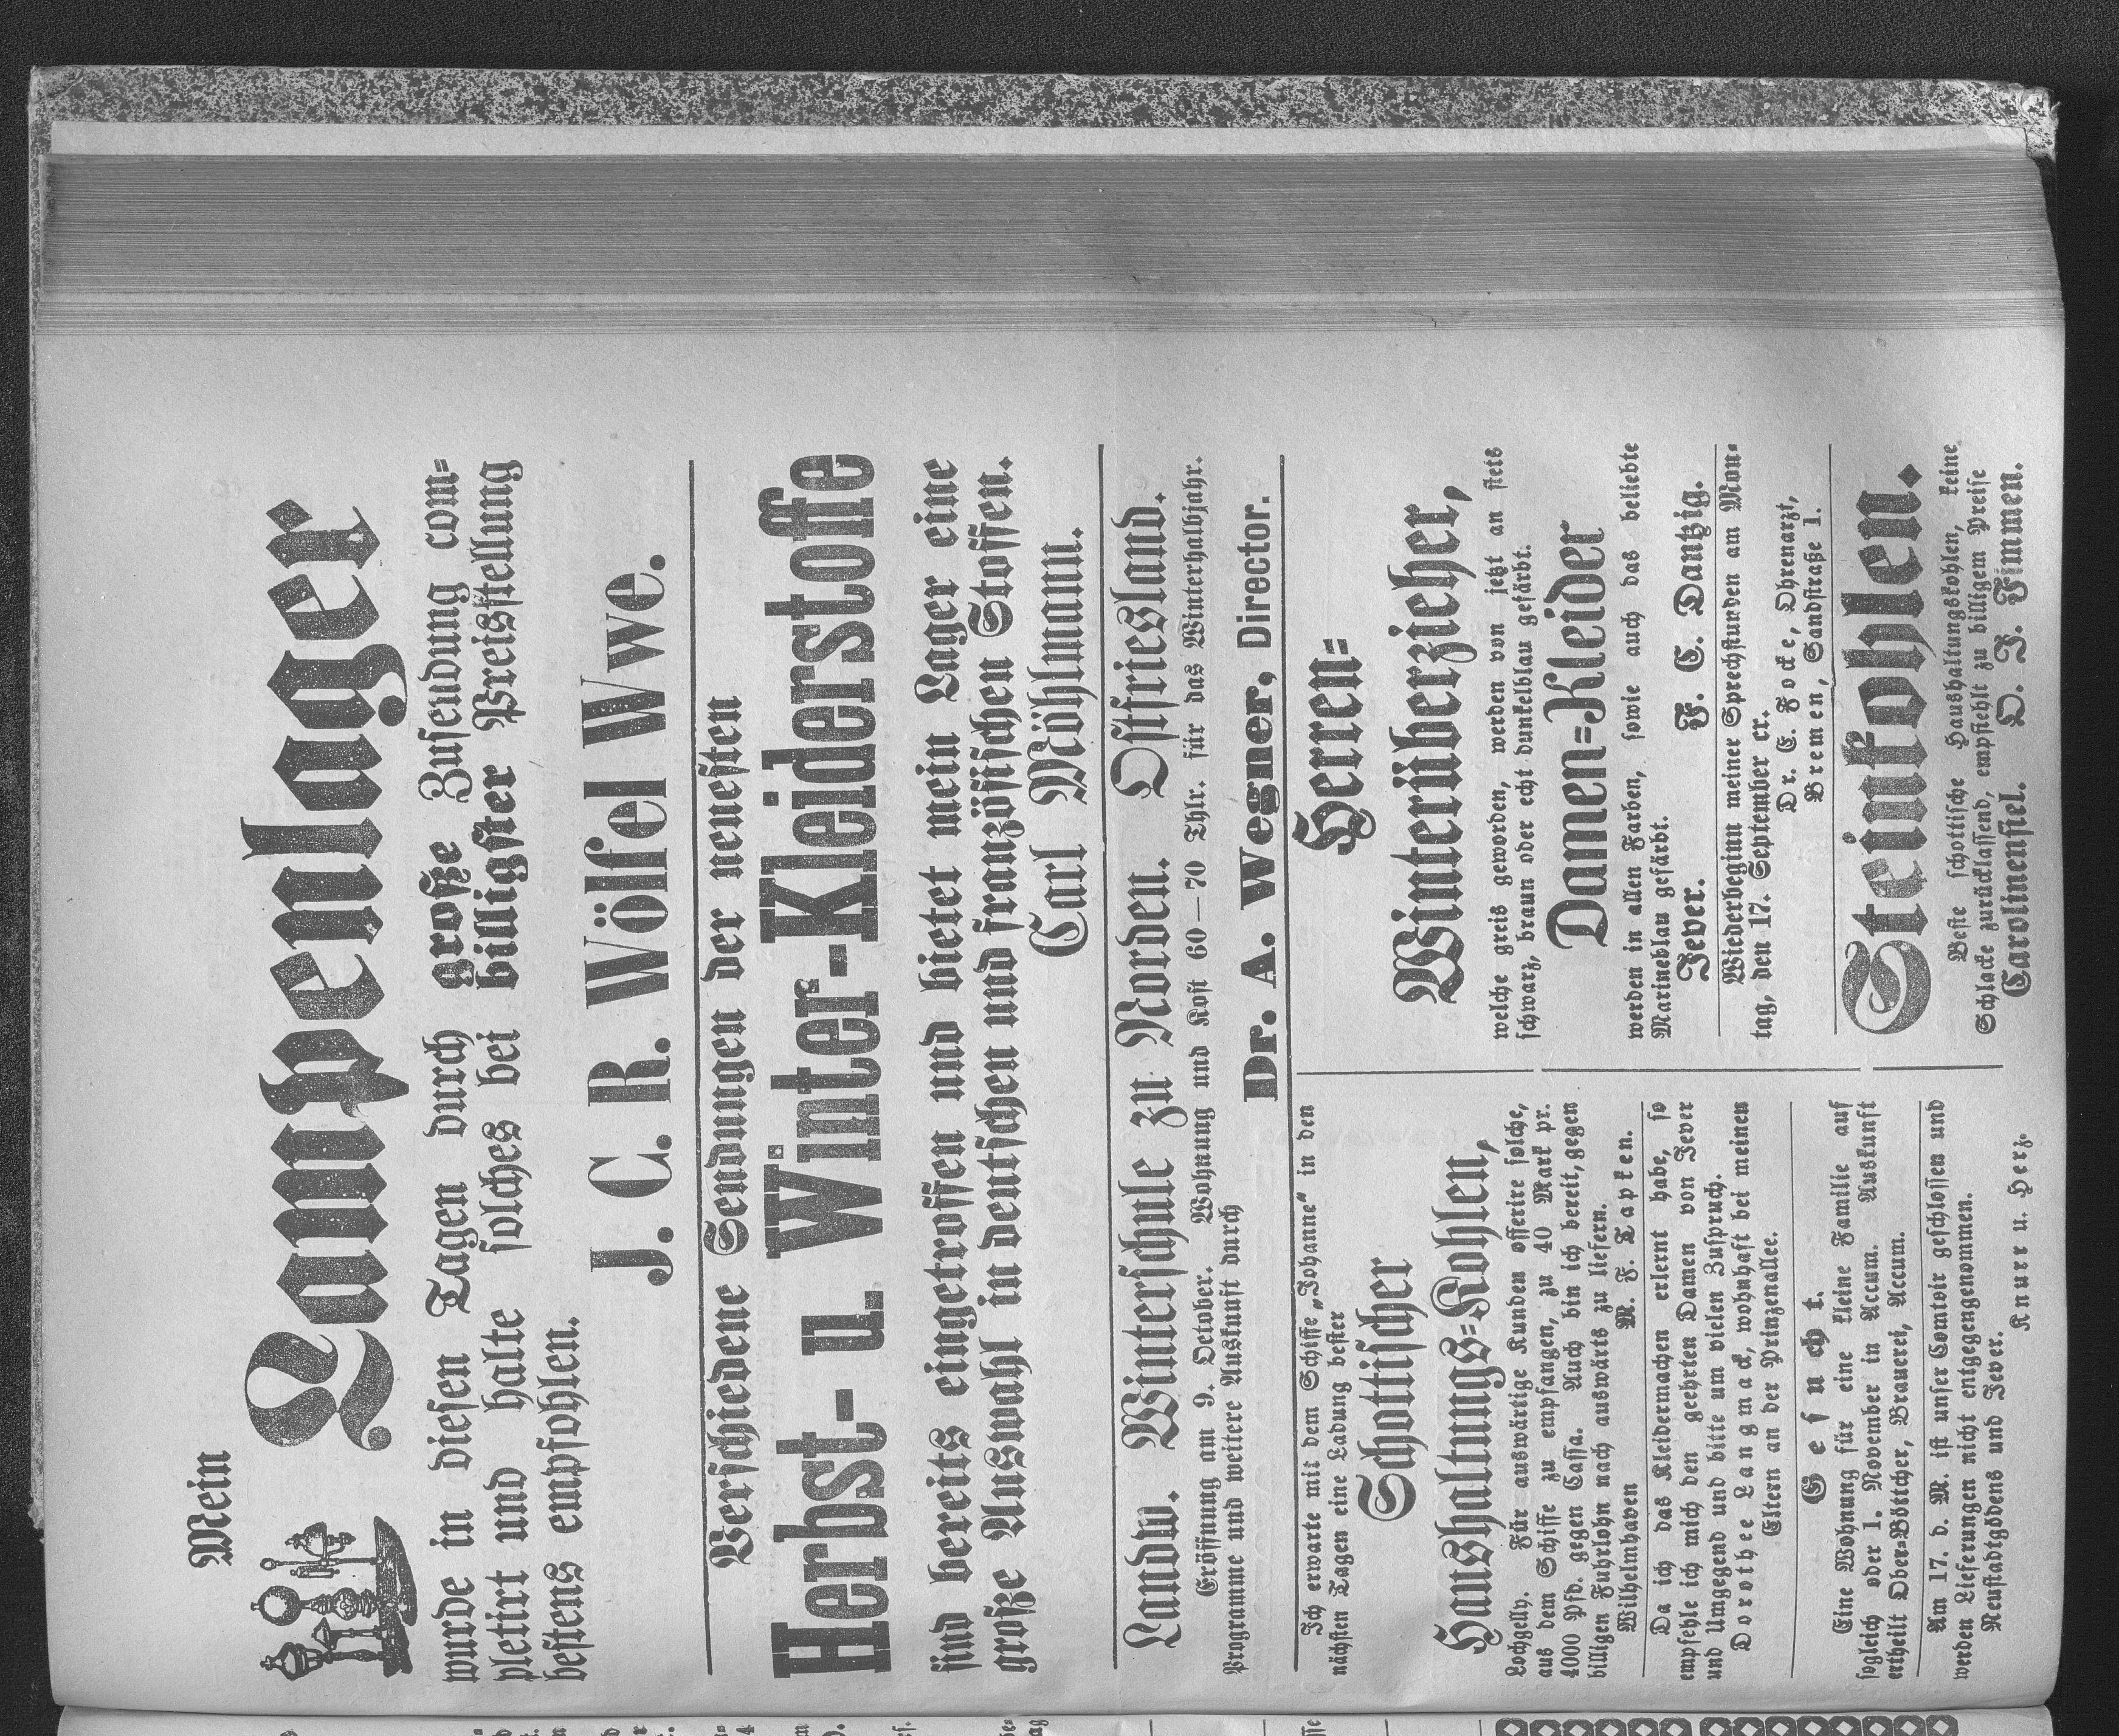 Mein
Lampenlager
wurde in diesen Tagen durch große Zusendung com-
pletirt und halte solches bei billigster Preisstellung
bestens empfohlen.
J. C. R. Wölfel Wwe.
Verschiedene Sendungen der neuesten
Herbst- u. Winter-Kleiderstoffe
sind bereits eingetroffen und bietet mein Lager eine
große Auswahl in deutschen und französischen Stoffen.
Carl Möhlmann.
Landw. Winterschule zu Norden. Ostfriesland.
Eröffnung am 9. October. Wohnung und Kost 60—70 Thlr. für das Winterhalbjahr.
Programme und weitere Auskunft durch
Dr. A. Wegner, Director.
Ich erwarte mit dem Schiffe „Johanne“ in den
nächsten Tagen eine Ladung bester
Schottischer
Haushaltungs-Kohlen,
Lochgelly. Für auswärtige Kunden offerire solche,
aus dem Schiffe zu empfangen, zu 40 Mark pr.
4000 Pfd. gegen Cassa. Auch bin ich bereit, gegen
billigen Fuhrlohn nach auswärts zu liefern.
Wilhelmhaven M. F. Tapken.
Da ich das Kleidermachen erlernt habe, so
empfehle ich mich den geehrten Damen von Jever
und Umgegend und bitte um vielen Zuspruch.
Dorothee Langmack, wohnhaft bei meinen
Eltern an der Prinzenallee.
Gesucht.
Eine Wohnung für eine kleine Familie auf
sogleich oder 1. November in Accum. Auskunft
ertheilt Ober-Böttcher, Brauerei, Accum.
Am 17. d. M. ist unser Comtoir geschlossen und
werden Lieferungen nicht entgegengenommen.
Neustadtgödens und Jever.
Knurr u. Herz.
Herren-
Winterüberzieher,
welche greis geworden, werden von jetzt an stets
schwarz, braun oder echt dunkelblau gefärbt.
Damen-Kleider
werden in allen Farben, sowie auch das beliebte
Marineblau gefärbt.
Jever. F. C. Dantzig.
Wiederbeginn meiner Sprechstunden am Mon-
tag, den 17. September cr.
Dr. E. Focke, Ohrenarzt,
Bremen, Sandstraße 1.
Steinkohlen.
Beste schottische Haushaltungskohlen, keine
Schlacke zurücklassend, empfiehlt zu billigem Preise
Carolinensiel. D. J. Fimmen.